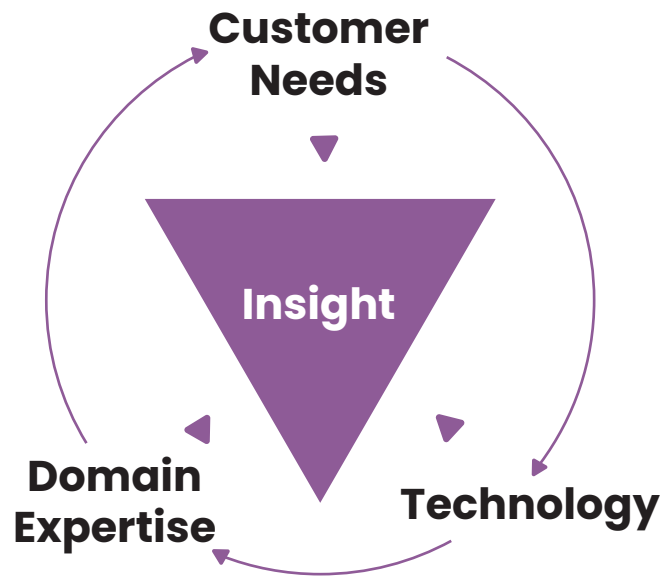 Customer
Needs
Insight
Domain
Expertise
Technology